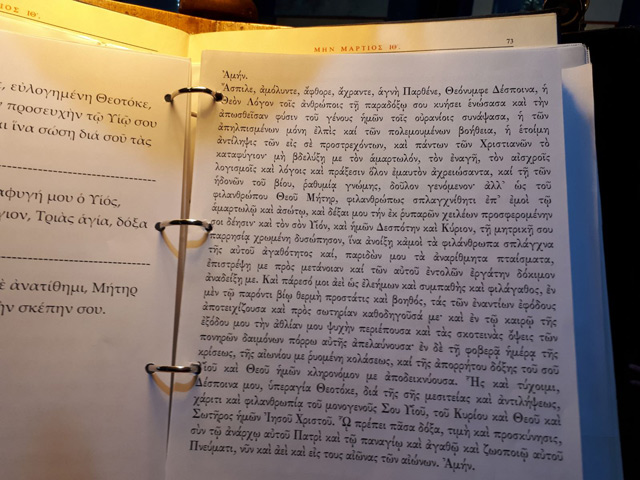 ΙΟΣ ΙΘ΄.
ς, εὐλογημένη Θεοτόκε,
ν προσευχὴν τῷ Υἱῷ σου
αι ἵνα σώσῃ διά σοῦ τὰς
αφυγή μου ὁ Υἱός,
γιον, Τριὰς ἁγία, δόξα
ὲ ἀνατίθημι, Μήτηρ
ὴν σκέπην σου.
ΜΗΝ ΜΑΡΤΙΟΣ ΙΘ΄. 73
Ἀμήν.
Ἄσπιλε, ἀμόλυντε, ἄφθορε, ἄχραντε, ἁγνὴ Παρθένε, Θεόνυμφε Δέσποινα, ἡ
Θεὸν Λόγον τοῖς ἀνθρώποις τῇ παραδόξῳ σου κυήσει ἑνώσασα καὶ τὴν
ἀπωσθεῖσαν φύσιν τοῦ γένους ἡμῶν τοῖς οὐρανίοις συνάψασα, ἡ τῶν
ἀπηλπισμένων μόνη ἐλπὶς καὶ τῶν πολεμουμένων βοήθεια, ἡ ἑτοίμη
ἀντίληψις τῶν εἰς σὲ προστρεχόντων, καὶ πάντων τῶν Χριστιανῶν τὸ
καταφύγιον· μὴ βδελύξῃ με τὸν ἁμαρτωλόν, τὸν ἐναγῆ, τὸν αἰσχροῖς
λογισμοῖς καὶ λόγοις καὶ πράξεσιν ὅλον ἐμαυτὸν ἀχρειώσαντα, καί τῇ τῶν
ἡδονῶν τοῦ βίου, ῥαθυμίᾳ γνώμης, δοῦλον γενόμενον· ἀλλ' ὡς τοῦ
φιλανθρώπου Θεοῦ Μήτηρ, φιλανθρώπως σπλαγχνήθητι ἐπ' ἐμοὶ τῷ
ἁμαρτωλῷ καὶ ἀσώτῳ, καὶ δέξαι μου τὴν ἐκ ῥυπαρῶν χειλέων προσφερομένην
σοι δέησιν· καὶ τὸν σὸν Υἱόν, καὶ ἡμῶν Δεσπότην καὶ Κύριον, τῇ μητρικῇ σου
παρρησίᾳ χρωμένη δυσώπησον, ἵνα ἀνοίξῃ κἀμοὶ τὰ φιλάνθρωπα σπλάγχνα
τῆς αὐτοῦ ἀγαθότητος καί, παριδὼν μου τὰ ἀναρίθμητα πταίσματα,
ἐπιστρέψῃ με πρὸς μετάνοιαν καὶ τῶν αὐτοῦ ἐντολῶν ἐργάτην δόκιμον
ἀναδείξῃ με. Καὶ πάρεσό μοι ἀεὶ ὡς ἐλεήμων καὶ συμπαθὴς καὶ φιλάγαθος, ἐν
μὲν τῷ παρόντι βίῳ θερμὴ προστάτις καὶ βοηθός, τάς τῶν ἐναντίων ἐφόδους
ἀποτειχίζουσα καὶ πρὸς σωτηρίαν καθοδηγοῦσά με· καὶ ἐν τῷ καιρῷ τῆς
ἐξόδου μου τὴν ἀθλίαν μου ψυχὴν περιέπουσα καὶ τὰς σκοτεινὰς ὄψεις τῶν
πονηρῶν δαιμόνων πόρρω αὐτῆς ἀπελαύνουσα· ἐν δὲ τῇ φοβερᾷ ἡμέρᾳ τῆς
κρίσεως, τῆς αἰωνίου με ρυομένη κολάσεως, καὶ τῆς ἀπορρήτου δόξης τοῦ σοῦ
Υἱοῦ καὶ Θεοῦ ἡμῶν κληρονόμον με ἀποδεικνύουσα. Ἧς καὶ τύχοιμι,
Δέσποινα μου, ὑπεραγία Θεοτόκε, διὰ τῆς σῆς μεσιτείας καὶ ἀντιλήψεως,
χάριτι καὶ φιλανθρωπίᾳ τοῦ μονογενοῦς Σου Υἱοῦ, τοῦ Κυρίου καὶ Θεοῦ καὶ
Σωτῆρος ἡμῶν Ἰησοῦ Χριστοῦ. ᾯ πρέπει πᾶσα δόξα, τιμὴ καὶ προσκύνησις,
σὺν τῷ ἀνάρχῳ αὐτοῦ Πατρὶ καὶ τῷ παναγίῳ καὶ ἀγαθῷ καὶ ζωοποιῷ αὐτοῦ
Πνεύματι, νῦν καὶ ἀεὶ καὶ εἰς τους αἰῶνας τῶν αἰώνων. Ἀμήν.